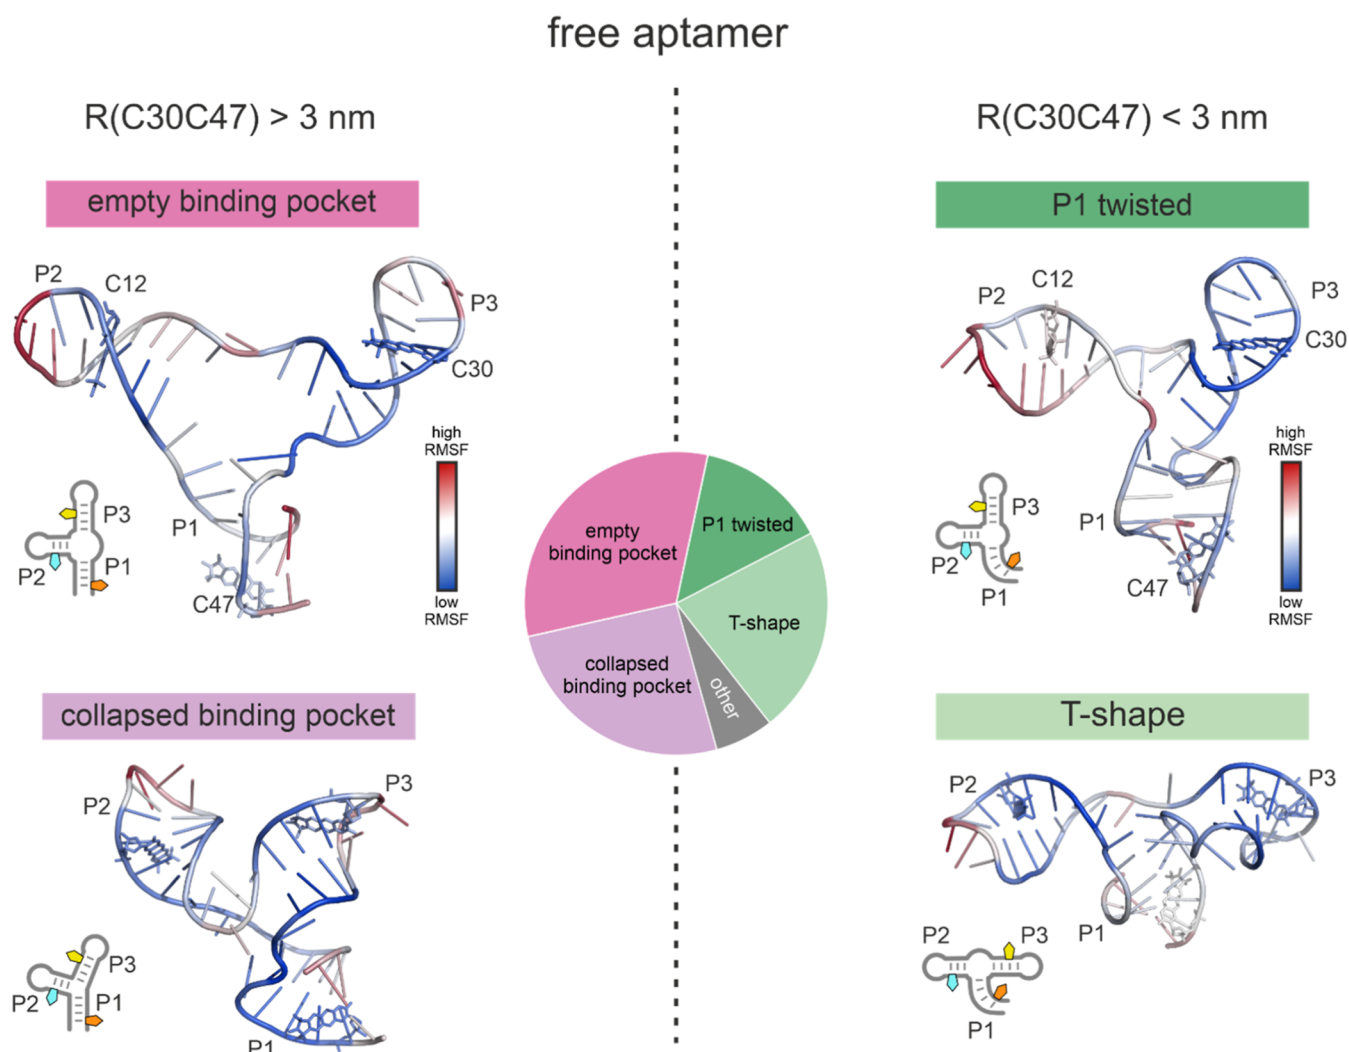 free aptamer
R(C30C47) > 3 nm
R(C30C47) < 3 nm
empty binding pocket
P1 twisted
P2
C12
P3
C30
high
RMSF
P1
P3
P2
P1
C47
low
RMSF
P2
C12
P3
C30
high
RMSF
P1
P3
P2
P1
C47
low
RMSF
empty
binding pocket
P1 twisted
T-shape
collapsed
binding pocket
other
collapsed binding pocket
T-shape
P2
P3
P3
P2
P1
P1
P2
P3
P1
P2
P3
P1